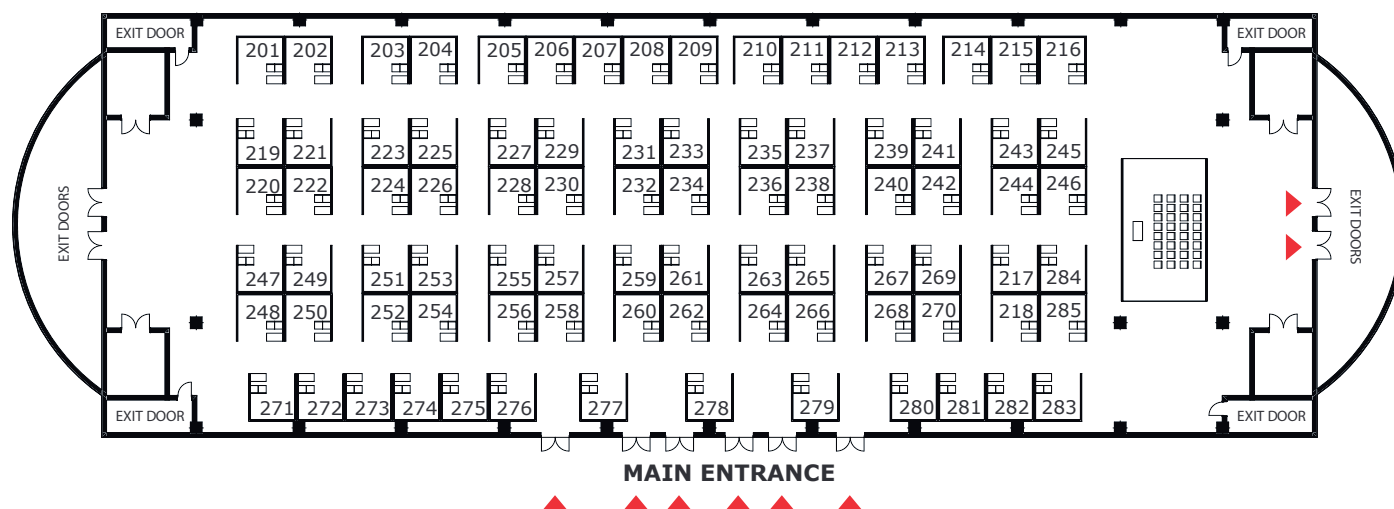 EXIT DOOR
EXIT DOOR
201 202 203 204 205 206 207 208 209 210 211 212 213 214 215 216
219 221 223 225 227 229 231 233 235 237 239 241 243 245
220 222 224 226 228 230 232 234 236 238 240 242 244 246
EXIT DOORS
EXIT DOORS
247 249 251 253 255 257 259 261 263 265 267 269 217 284
248 250 252 254 256 258 260 262 264 266 268 270 218 285
271 272 273 274 275 276 277 278 279 280 281 282 283
EXIT DOOR
EXIT DOOR
MAIN ENTRANCE